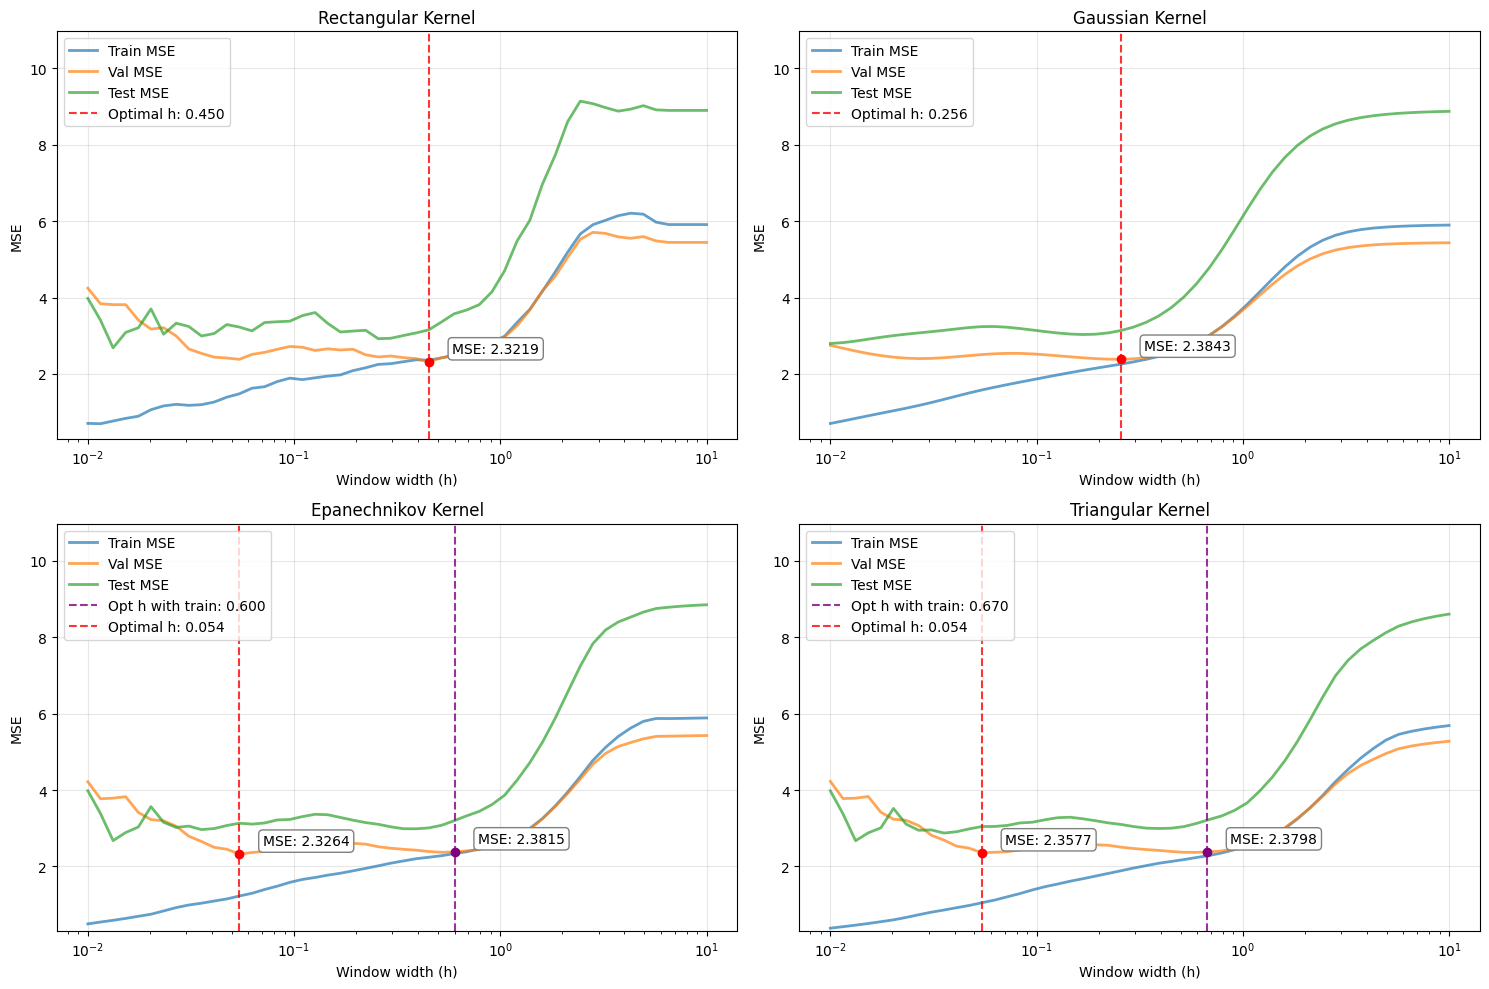 Rectangular Kernel
MSE
10
8
6
4
2
Train MSE
Val MSE
Test MSE
Optimal h: 0.450
MSE: 2.3219
10⁻² 10⁻¹ 10⁰ 10¹
Window width (h)
Gaussian Kernel
MSE
10
8
6
4
2
Train MSE
Val MSE
Test MSE
Optimal h: 0.256
MSE: 2.3843
10⁻² 10⁻¹ 10⁰ 10¹
Window width (h)
Epanechnikov Kernel
MSE
10
8
6
4
2
Train MSE
Val MSE
Test MSE
Opt h with train: 0.600
Optimal h: 0.054
MSE: 2.3264
MSE: 2.3815
10⁻² 10⁻¹ 10⁰ 10¹
Window width (h)
Triangular Kernel
MSE
10
8
6
4
2
Train MSE
Val MSE
Test MSE
Opt h with train: 0.670
Optimal h: 0.054
MSE: 2.3577
MSE: 2.3798
10⁻² 10⁻¹ 10⁰ 10¹
Window width (h)